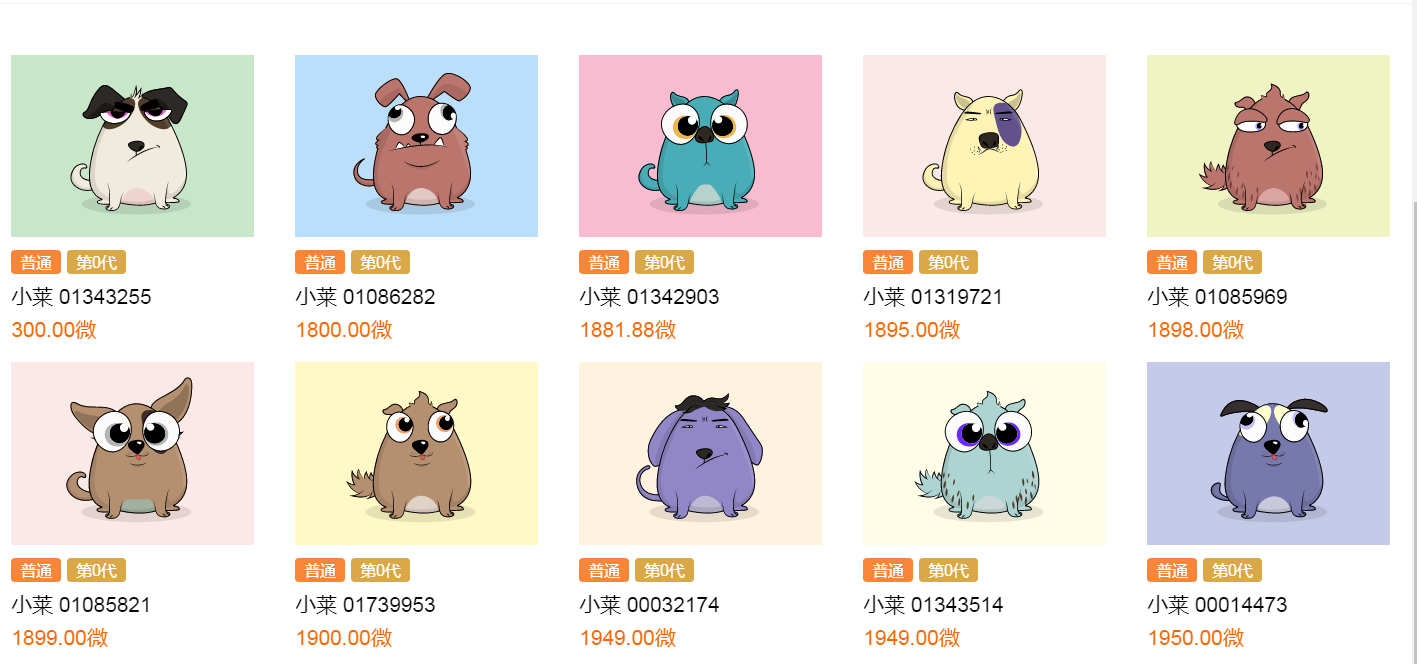 普通 第0代 普通 第0代 普通 第0代 普通 第0代 普通 第0代
小莱 01343255 小莱 01086282 小莱 01342903 小莱 01319721 小莱 01085969
300.00微 1800.00微 1881.88微 1895.00微 1898.00微
普通 第0代 普通 第0代 普通 第0代 普通 第0代 普通 第0代
小莱 01085821 小莱 01739953 小莱 00032174 小莱 01343514 小莱 00014473
1899.00微 1900.00微 1949.00微 1949.00微 1950.00微